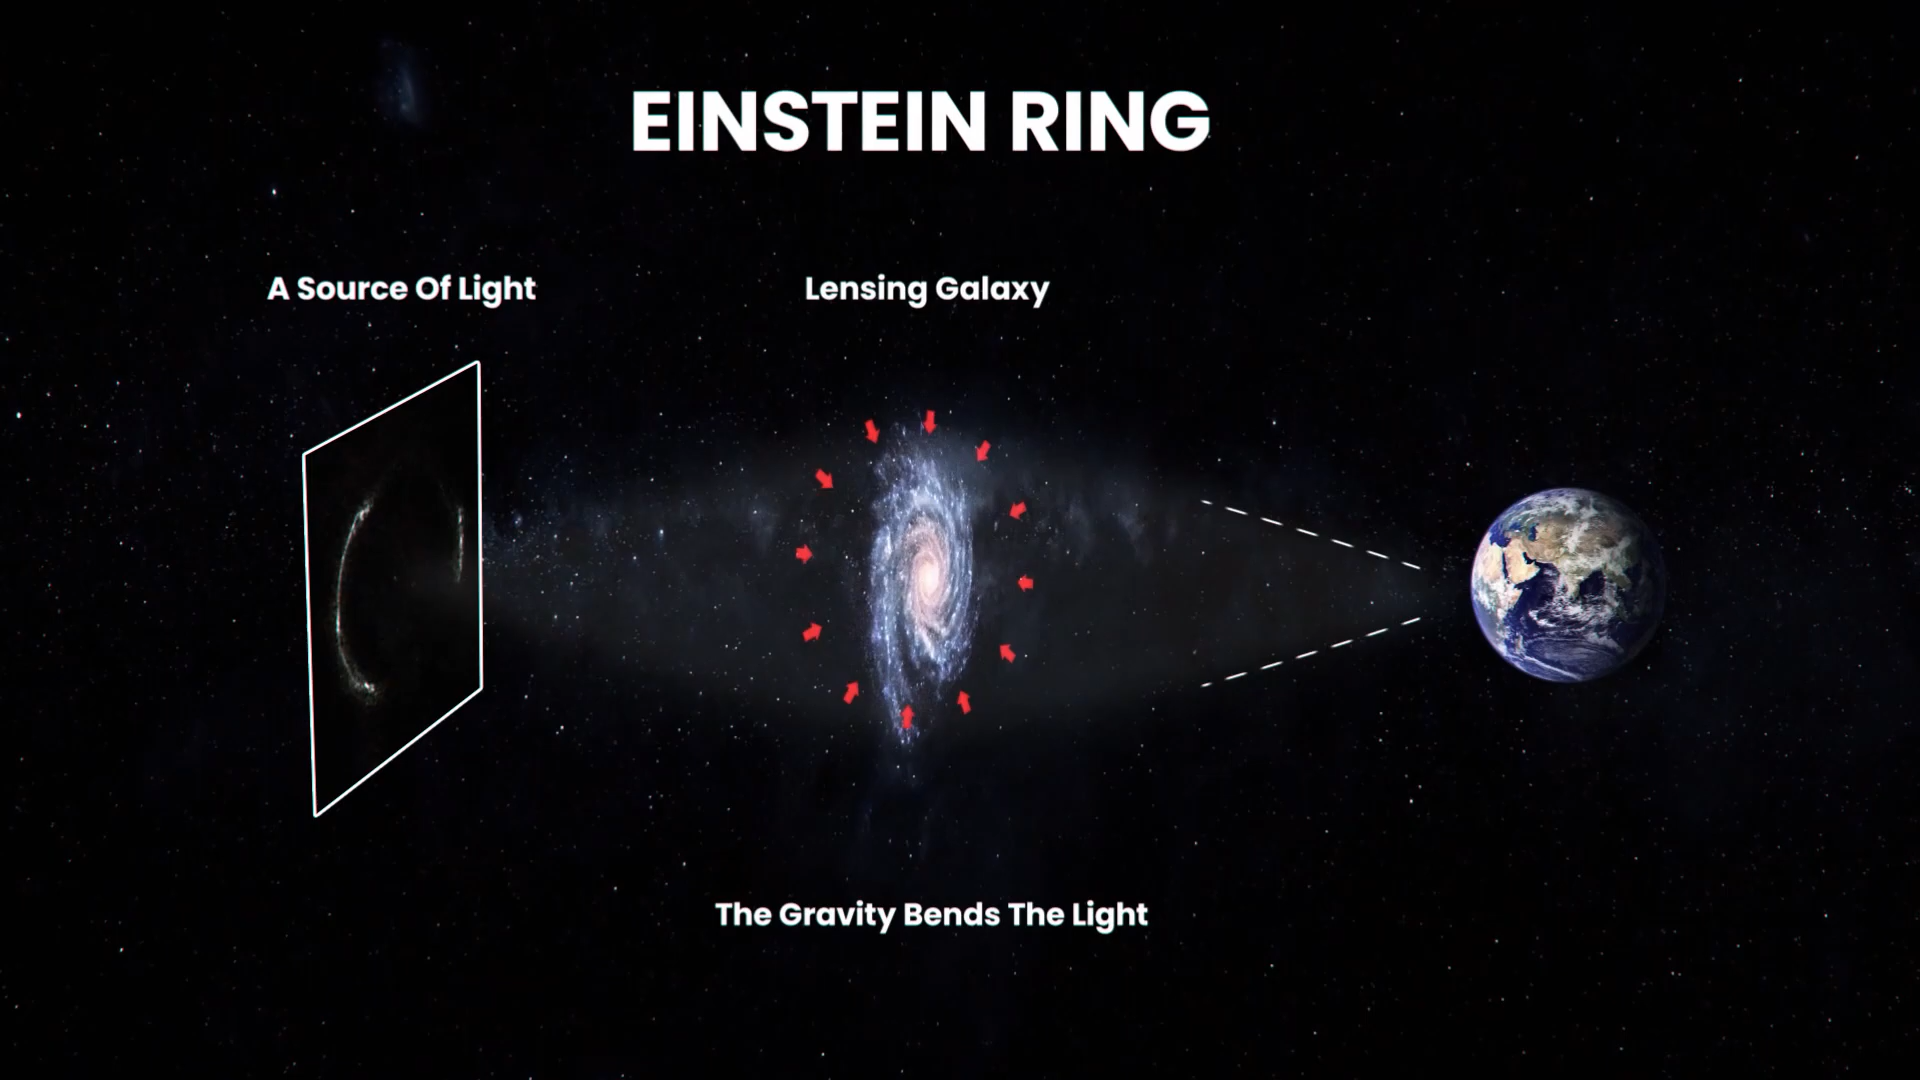 EINSTEIN RING
A Source Of Light
Lensing Galaxy
The Gravity Bends The Light